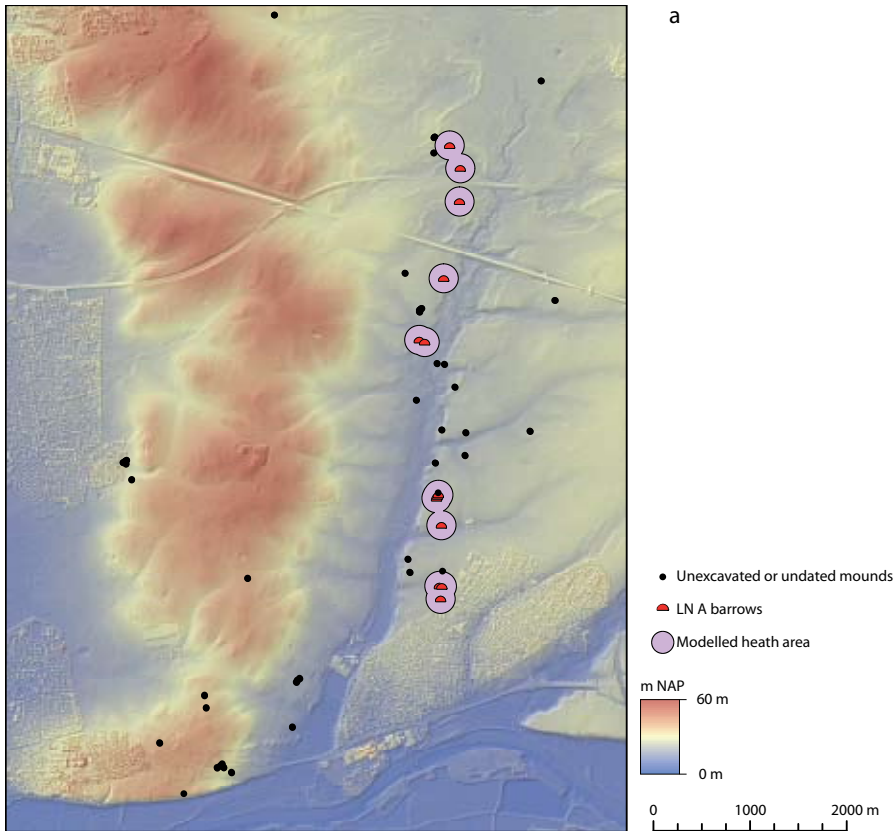 a
Unexcavated or undated mounds
LN A barrows
Modelled heath area
m NAP
60 m
0 m
0 1000 2000 m